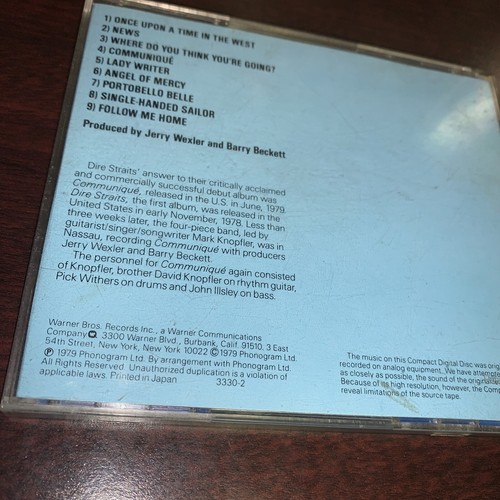 1) ONCE UPON A TIME IN THE WEST
2) NEWS
3) WHERE DO YOU THINK YOU'RE GOING?
4) COMMUNIQUÉ
5) LADY WRITER
6) ANGEL OF MERCY
7) PORTOBELLO BELLE
8) SINGLE-HANDED SAILOR
9) FOLLOW ME HOME
Produced by Jerry Wexler and Barry Beckett
Dire Straits' answer to their critically acclaimed
and commercially successful debut album was
Communiqué, released in the U.S. in June, 1979.
Dire Straits, the first album, was released in the
United States in early November, 1978. Less than
three weeks later, the four-piece band, led by
guitarist/singer/songwriter Mark Knopfler, was in
Nassau, recording Communiqué with producers
Jerry Wexler and Barry Beckett.
The personnel for Communiqué again consisted
of Knopfler, brother David Knopfler on rhythm guitar,
Pick Withers on drums and John Illsley on bass.
Warner Bros. Records Inc., a Warner Communications
Company. 3300 Warner Blvd., Burbank, Calif. 91510. 3 East
54th Street, New York, New York 10022 © 1979 Phonogram Ltd.
℗ 1979 Phonogram Ltd. By arrangement with Phonogram Ltd.
All Rights Reserved. Unauthorized duplication is a violation of
applicable laws. Printed in Japan 3330-2
The music on this Compact Digital Disc was orig
recorded on analog equipment. We have attempte
as closely as possible, the sound of the original
Because of its high resolution, however, the Comp
reveal limitations of the source tape.